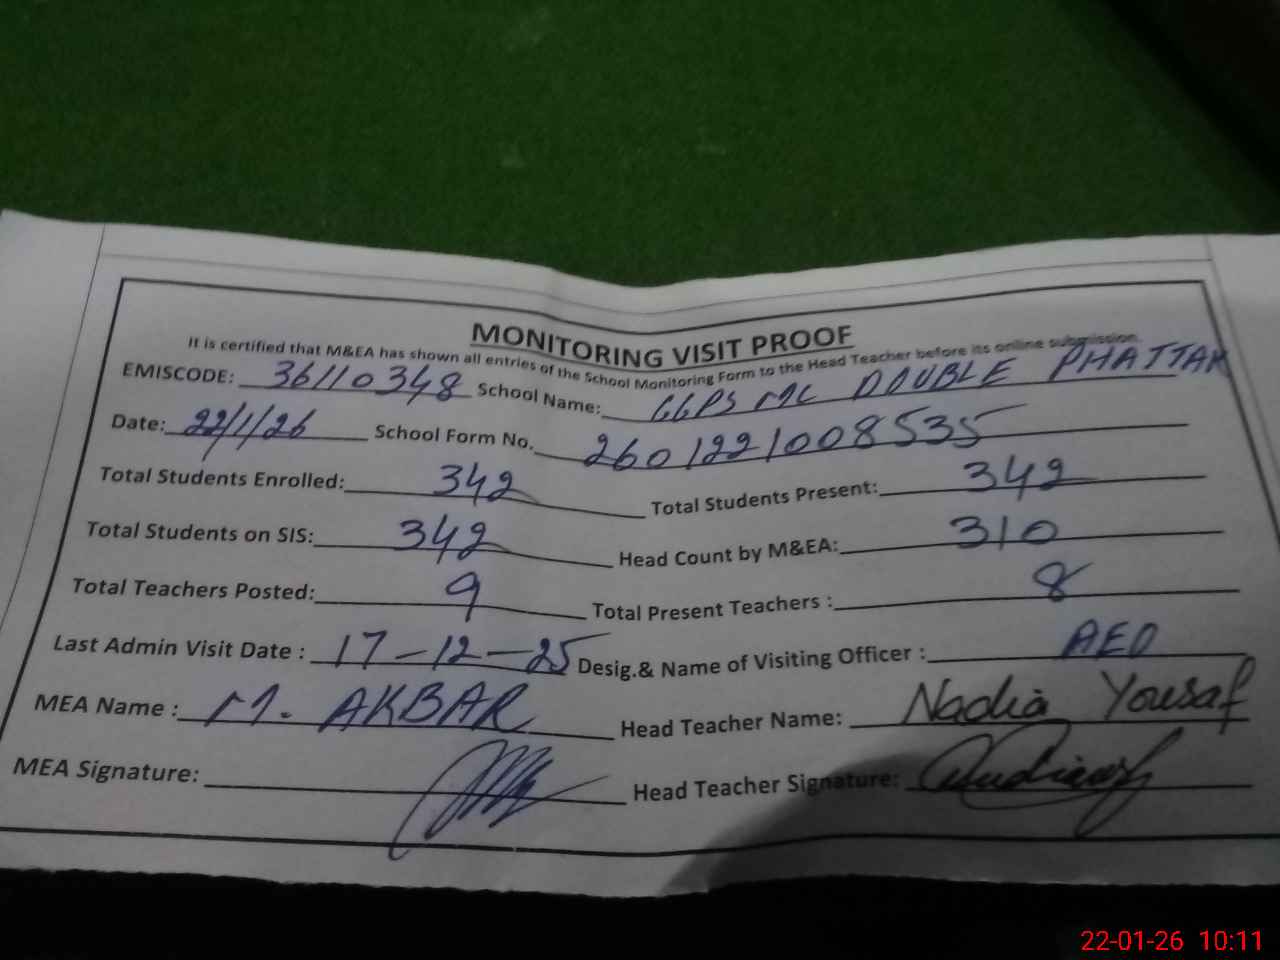 MONITORING VISIT PROOF
It is certified that M&EA has shown all entries of the School Monitoring Form to the Head Teacher before its online submission.
EMISCODE: 36110348 School Name: GGPS MC DOUBLE PHATTAK
Date: 22/1/26 School Form No. 2601221008535
Total Students Enrolled: 342 Total Students Present: 342
Total Students on SIS: 342 Head Count by M&EA: 310
Total Teachers Posted: 9 Total Present Teachers : 8
Last Admin Visit Date : 17-12-25 Desig.& Name of Visiting Officer : AEO
MEA Name : M. AKBAR Head Teacher Name: Nadia Yousaf
MEA Signature: Head Teacher Signature:
22-01-26 10:11